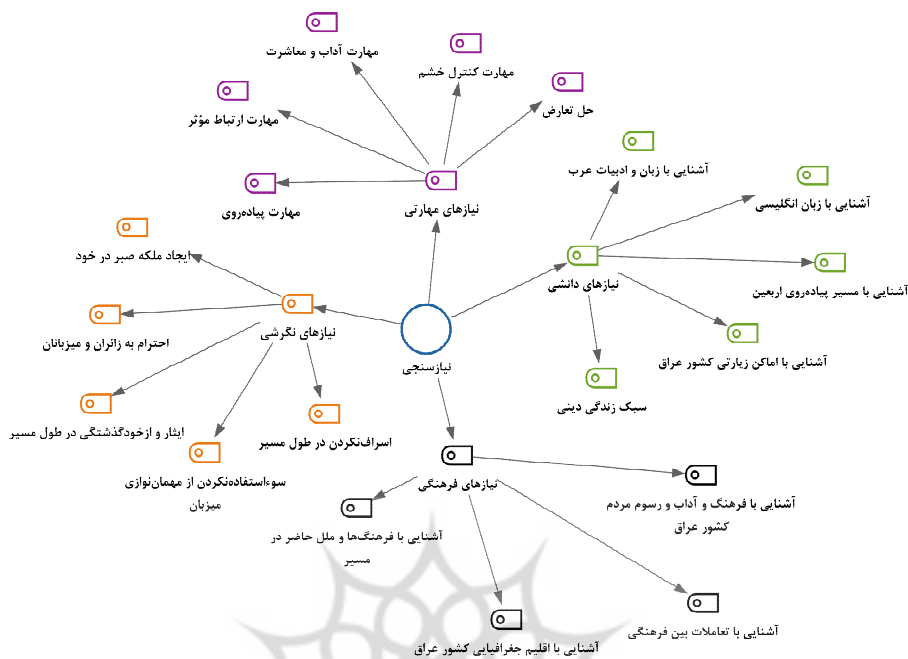 مهارت آداب و معاشرت
مهارت کنترل خشم
حل تعارض
مهارت ارتباط مؤثر
مهارت پیاده‌روی
نیازهای مهارتی
آشنایی با زبان و ادبیات عرب
آشنایی با زبان انگلیسی
نیازهای دانشی
آشنایی با مسیر پیاده‌روی اربعین
آشنایی با اماکن زیارتی کشور عراق
سبک زندگی دینی
ایجاد ملکه صبر در خود
نیازهای نگرشی
احترام به زائران و میزبانان
ایثار و ازخودگذشتگی در طول مسیر
سوءاستفاده‌نکردن از مهمان‌نوازی
میزبان
اسراف‌نکردن در طول مسیر
نیازسنجی
نیازهای فرهنگی
آشنایی با فرهنگ و آداب و رسوم مردم
کشور عراق
آشنایی با فرهنگ‌ها و ملل حاضر در
مسیر
آشنایی با تعاملات بین فرهنگی
آشنایی با اقلیم جغرافیایی کشور عراق